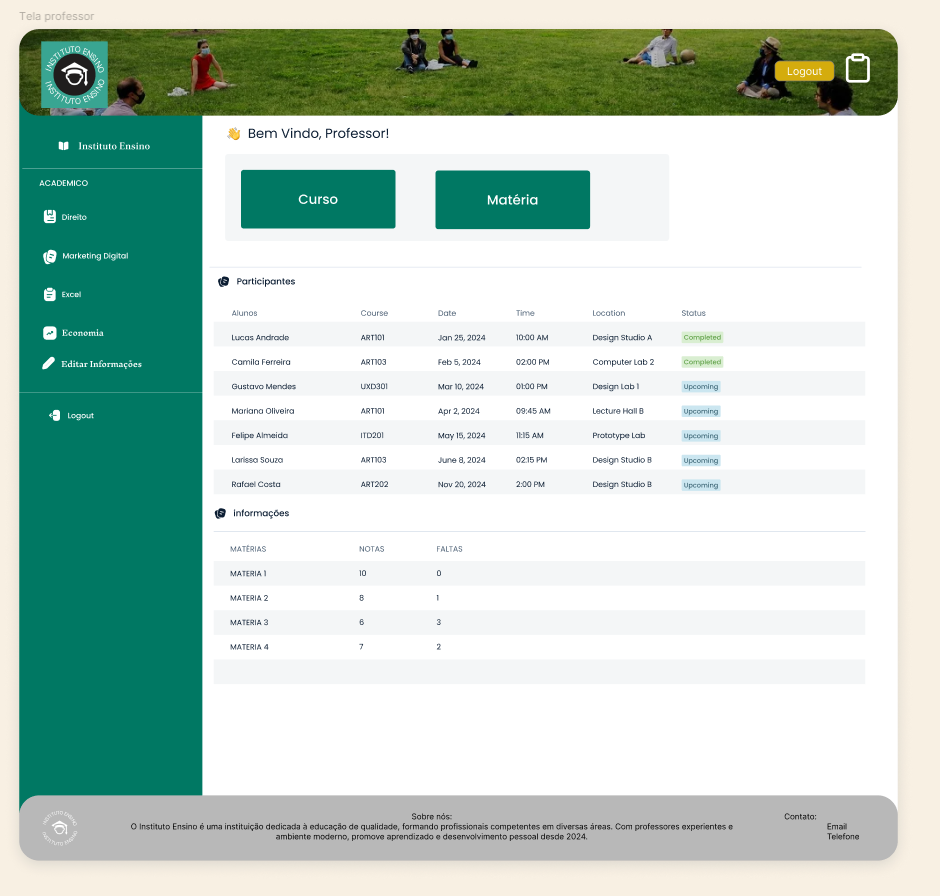 Tela professor
INSTITUTO ENSINO
INSTITUTO ENSINO
Logout
Instituto Ensino
ACADEMICO
Direito
Marketing Digital
Excel
Economia
Editar Informações
Logout
👋 Bem Vindo, Professor!
Curso Matéria
Participantes
Alunos Course Date Time Location Status
Lucas Andrade ART101 Jan 25, 2024 10:00 AM Design Studio A Completed
Camila Ferreira ART103 Feb 5, 2024 02:00 PM Computer Lab 2 Completed
Gustavo Mendes UXD301 Mar 10, 2024 01:00 PM Design Lab 1 Upcoming
Mariana Oliveira ART101 Apr 2, 2024 09:45 AM Lecture Hall B Upcoming
Felipe Almeida ITD201 May 15, 2024 11:15 AM Prototype Lab Upcoming
Larissa Souza ART103 June 8, 2024 02:15 PM Design Studio B Upcoming
Rafael Costa ART202 Nov 20, 2024 2:00 PM Design Studio B Upcoming
informações
MATÉRIAS NOTAS FALTAS
MATERIA 1 10 0
MATERIA 2 8 1
MATERIA 3 6 3
MATERIA 4 7 2
INSTITUTO ENSINO
INSTITUTO ENSINO
Sobre nós:
O Instituto Ensino é uma instituição dedicada à educação de qualidade, formando profissionais competentes em diversas áreas. Com professores experientes e
ambiente moderno, promove aprendizado e desenvolvimento pessoal desde 2024.
Contato:
Email
Telefone